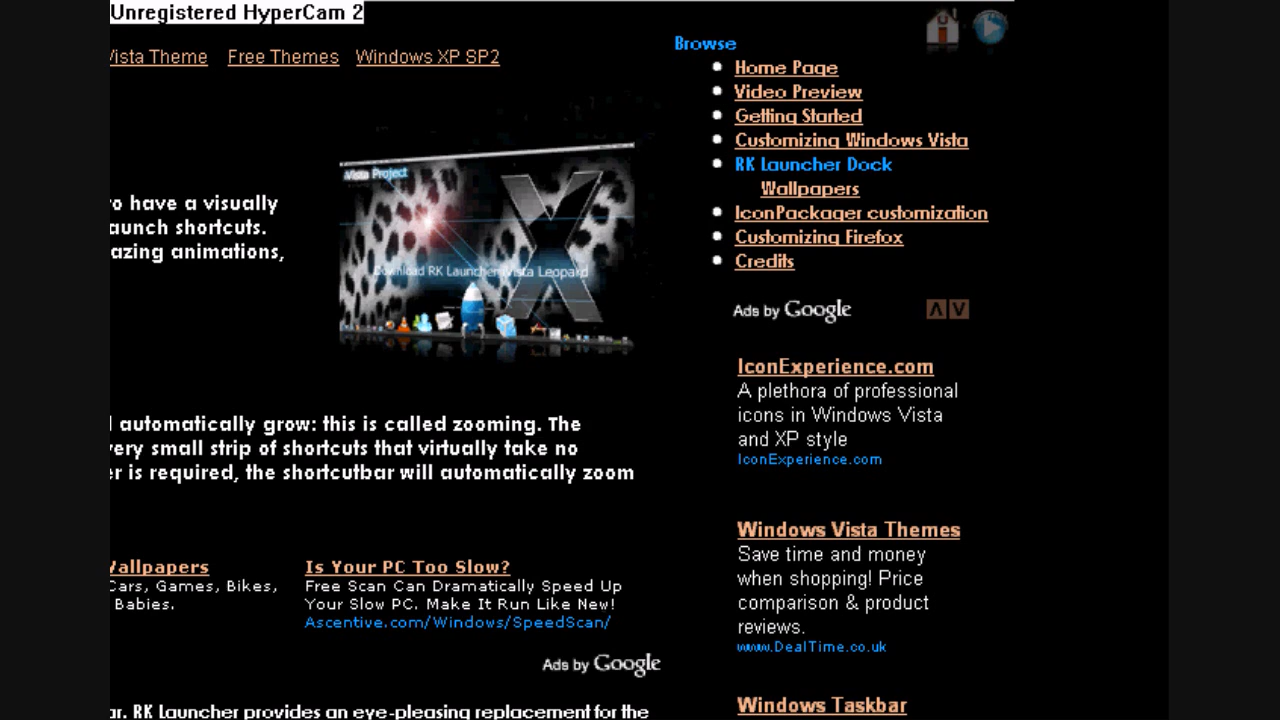 Unregistered HyperCam 2
Vista Theme Free Themes Windows XP SP2
Browse
Home Page
Video Preview
Getting Started
Customizing Windows Vista
RK Launcher Dock
Wallpapers
IconPackager customization
Customizing Firefox
Credits
Vista Project
Download RK Launcher Vista Leopard
to have a visually
aunch shortcuts.
azing animations,
Ads by Google
IconExperience.com
A plethora of professional
icons in Windows Vista
and XP style
IconExperience.com
l automatically grow: this is called zooming. The
very small strip of shortcuts that virtually take no
er is required, the shortcutbar will automatically zoom
Windows Vista Themes
Save time and money
when shopping! Price
comparison & product
reviews.
www.DealTime.co.uk
Wallpapers
Cars, Games, Bikes,
Babies.
Is Your PC Too Slow?
Free Scan Can Dramatically Speed Up
Your Slow PC. Make It Run Like New!
Ascentive.com/Windows/SpeedScan/
Ads by Google
Windows Taskbar
ar. RK Launcher provides an eye-pleasing replacement for the